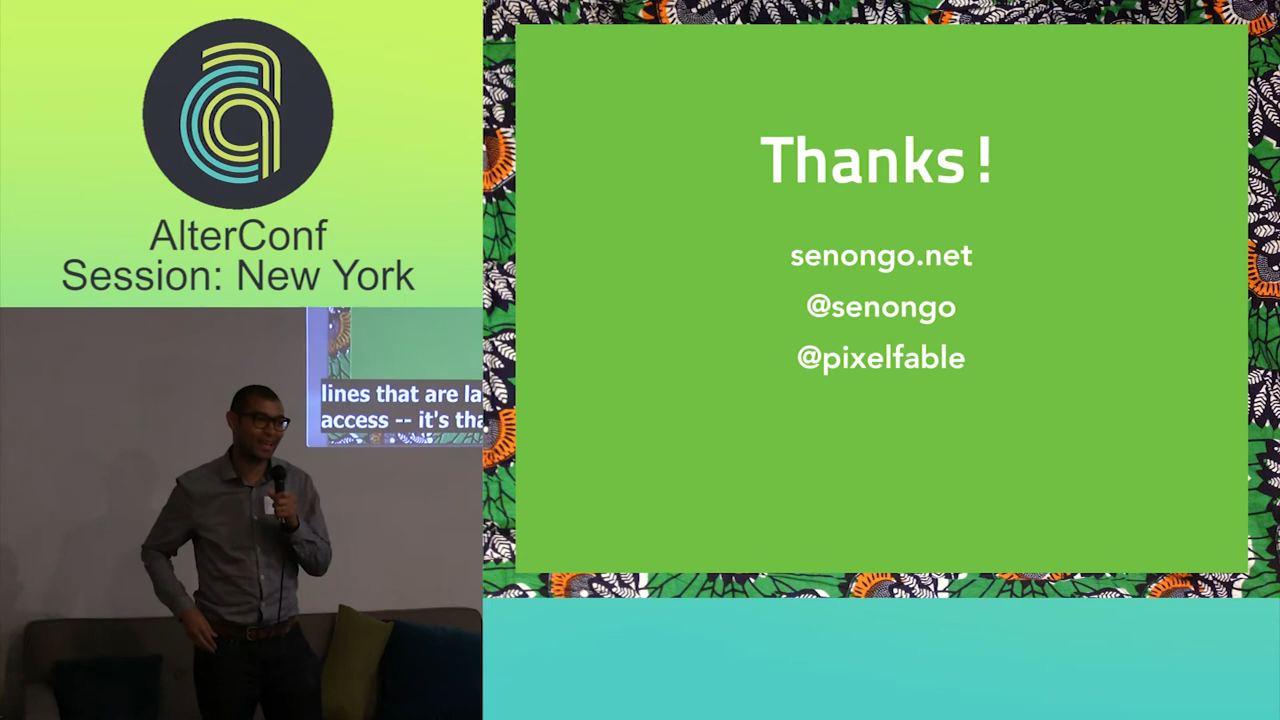 AlterConf
Session: New York
lines that are la
access -- it's tha
Thanks!
senongo.net
@senongo
@pixelfable